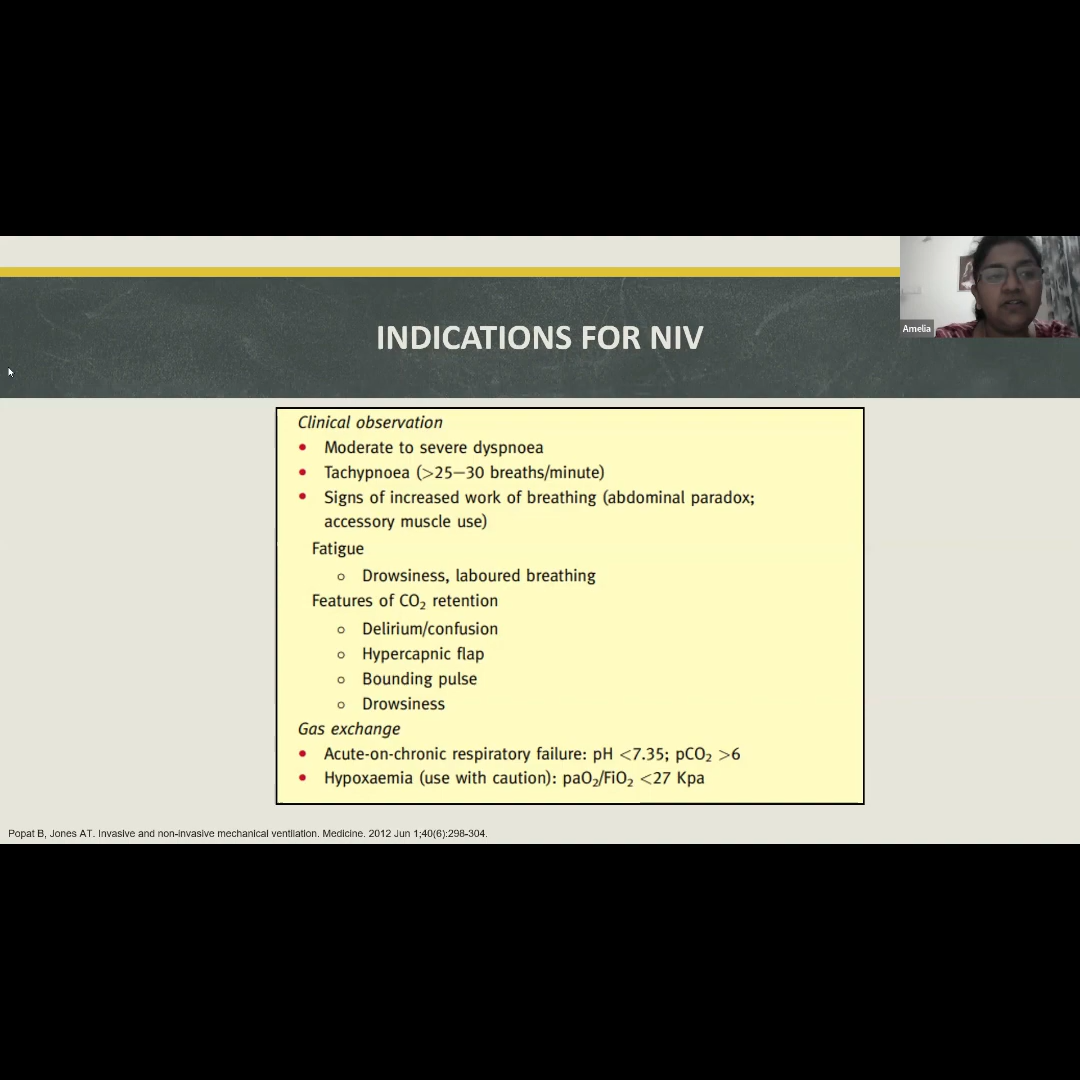 Amelia
INDICATIONS FOR NIV
Clinical observation
• Moderate to severe dyspnoea
• Tachypnoea (>25–30 breaths/minute)
• Signs of increased work of breathing (abdominal paradox;
accessory muscle use)
Fatigue
○ Drowsiness, laboured breathing
Features of CO₂ retention
○ Delirium/confusion
○ Hypercapnic flap
○ Bounding pulse
○ Drowsiness
Gas exchange
• Acute-on-chronic respiratory failure: pH <7.35; pCO₂ >6
• Hypoxaemia (use with caution): paO₂/FiO₂ <27 Kpa
Popat B, Jones AT. Invasive and non-invasive mechanical ventilation. Medicine. 2012 Jun 1;40(6):298-304.